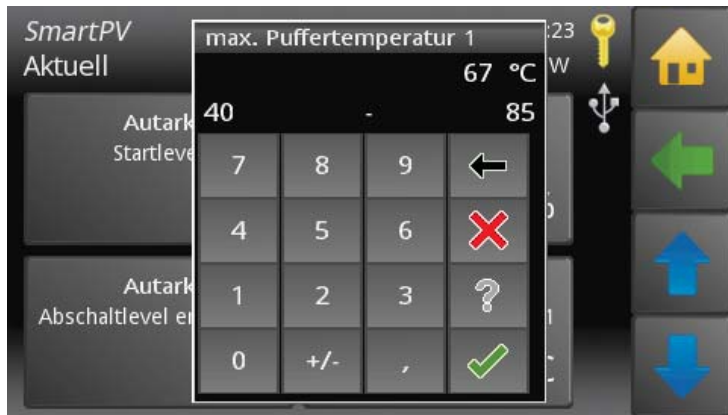 SmartPV
Aktuell
:23
W
max. Puffertemperatur 1
67 °C
40 - 85
Autark
Startleve
7 8 9
4 5 6
Autark
Abschaltlevel er
1 2 3 ?
0 +/- ,